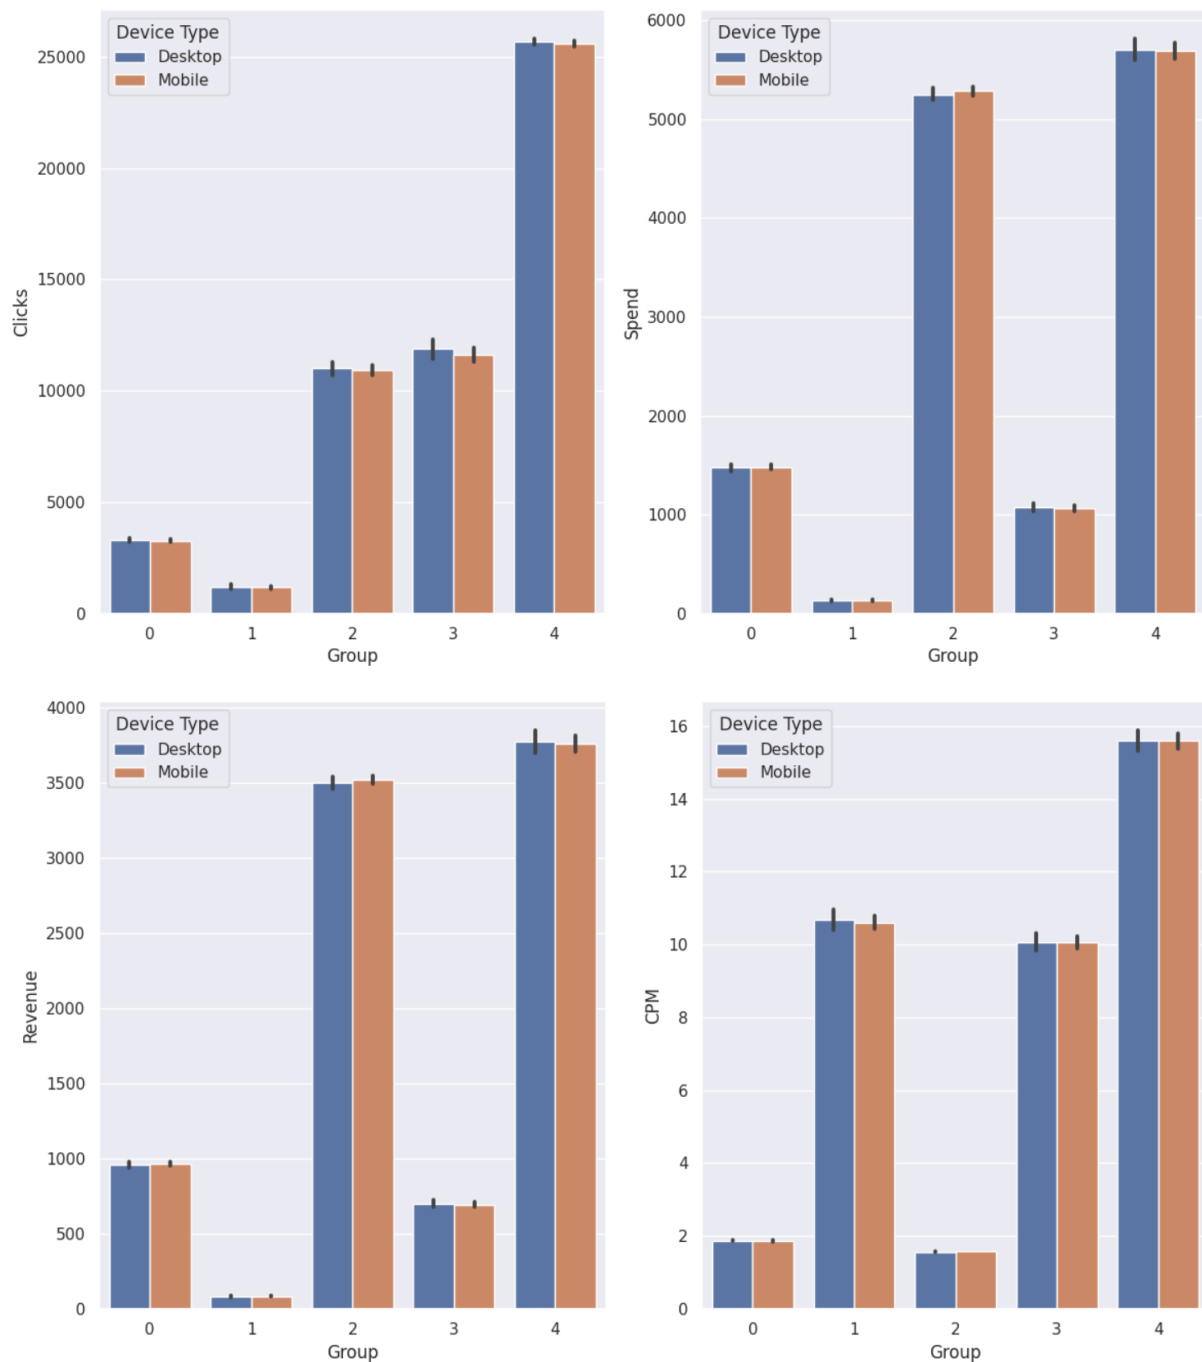 Device Type
Desktop
Mobile
25000
20000
15000
10000
5000
0
Clicks
0 1 2 3 4
Group
Device Type
Desktop
Mobile
6000
5000
4000
3000
2000
1000
0
Spend
0 1 2 3 4
Group
Device Type
Desktop
Mobile
4000
3500
3000
2500
2000
1500
1000
500
0
Revenue
0 1 2 3 4
Group
Device Type
Desktop
Mobile
16
14
12
10
8
6
4
2
0
CPM
0 1 2 3 4
Group